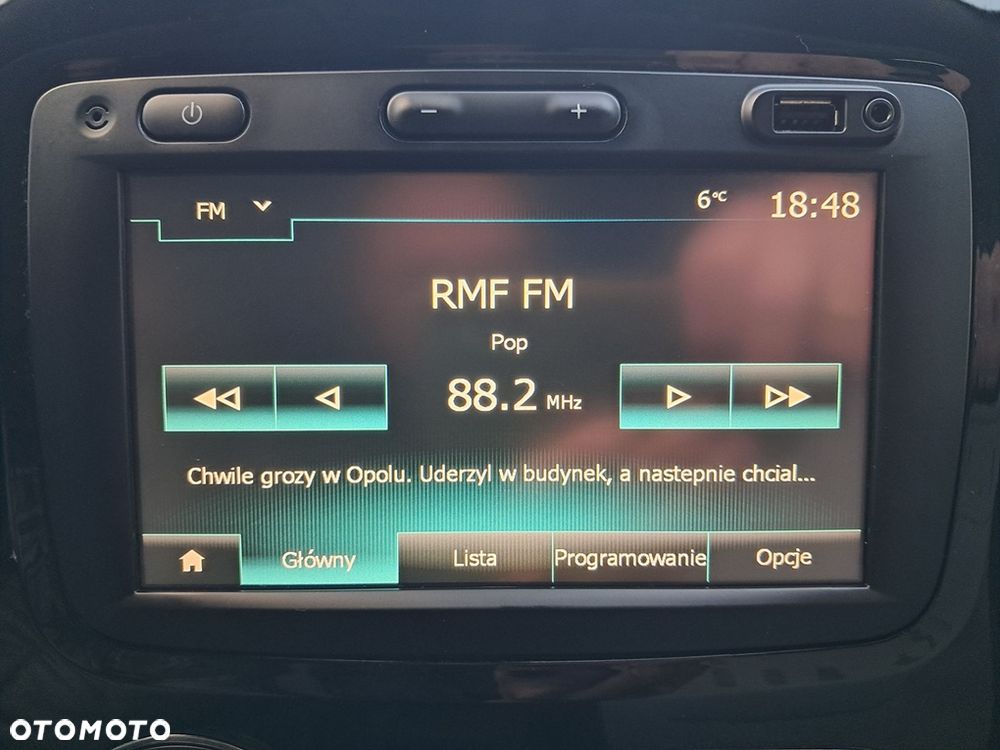 − +
FM 6°C 18:48
RMF FM
Pop
88.2 MHz
Chwile grozy w Opolu. Uderzyl w budynek, a nastepnie chcial...
Główny Lista Programowanie Opcje
OTOMOTO